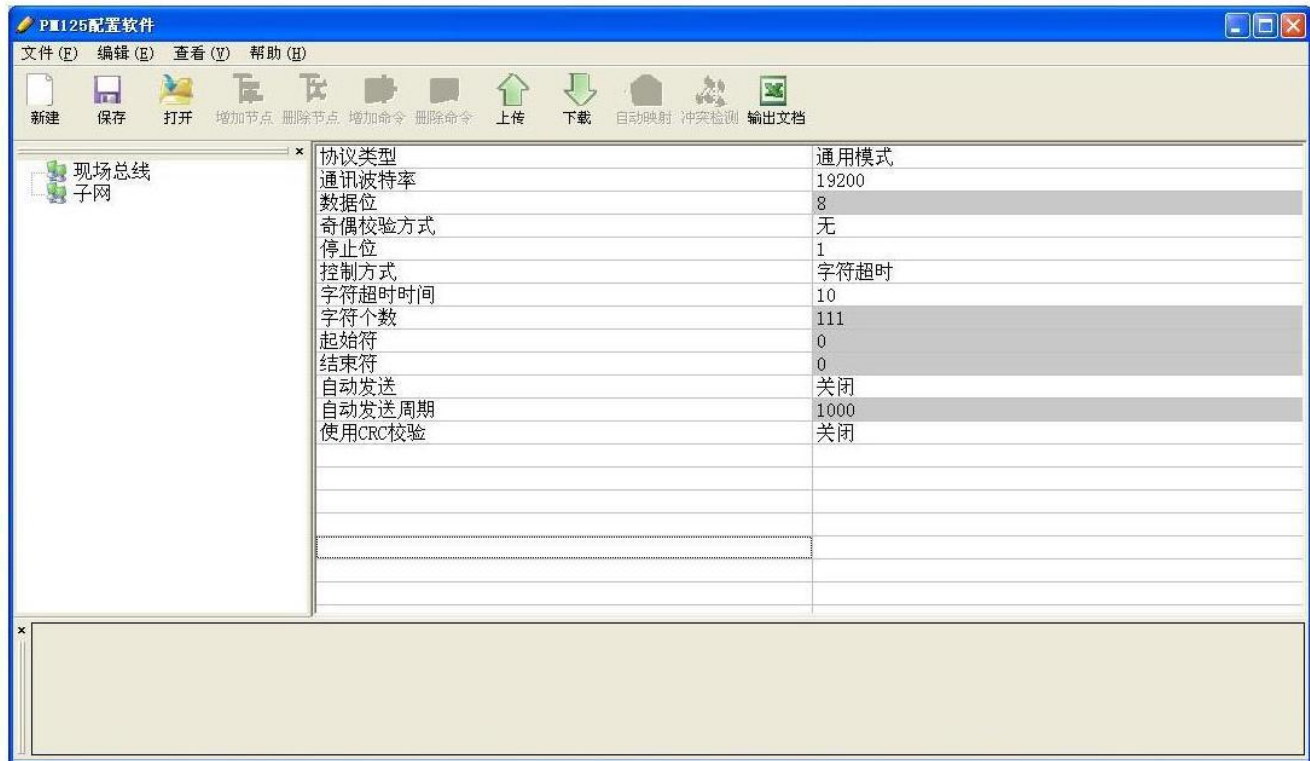 PM125配置软件
文件(F) 编辑(E) 查看(V) 帮助(H)
新建 保存 打开 增加节点 删除节点 增加命令 删除命令 上传 下载 自动映射 冲突检测 输出文档
现场总线
子网
协议类型 通用模式
通讯波特率 19200
数据位 8
奇偶校验方式 无
停止位 1
控制方式 字符超时
字符超时时间 10
字符个数 111
起始符 0
结束符 0
自动发送 关闭
自动发送周期 1000
使用CRC校验 关闭